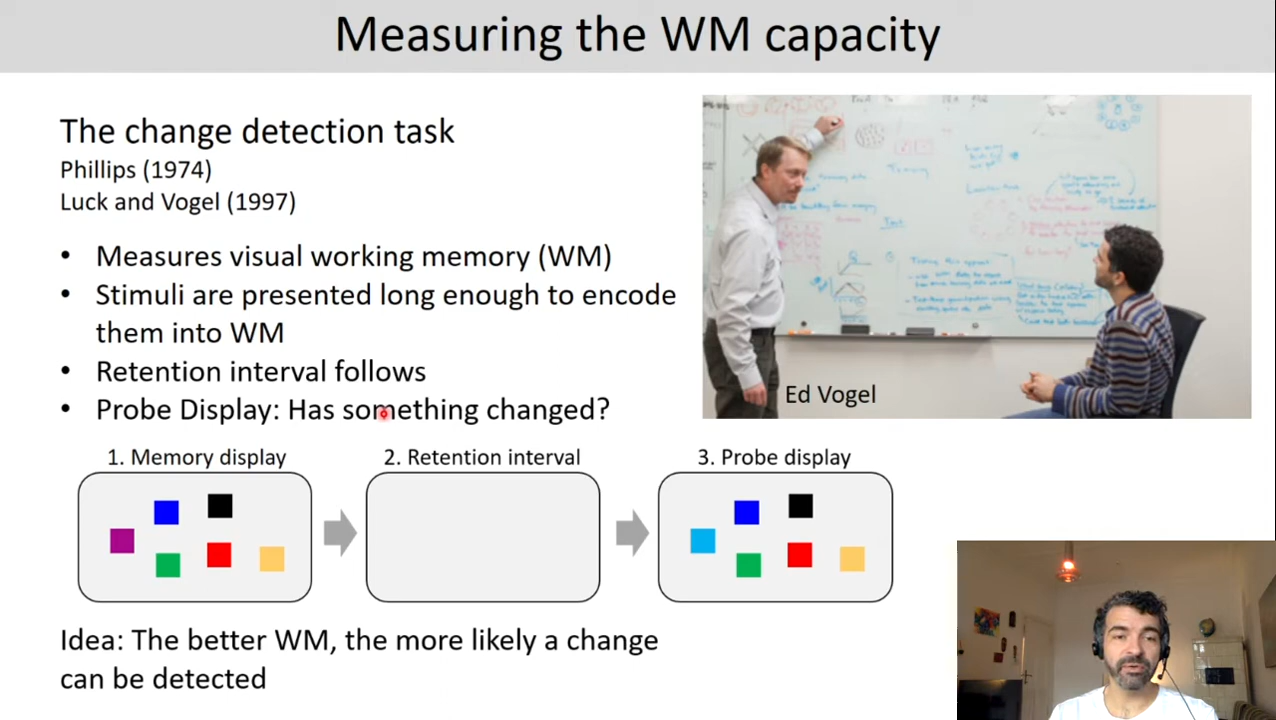 Measuring the WM capacity
The change detection task
Phillips (1974)
Luck and Vogel (1997)
• Measures visual working memory (WM)
• Stimuli are presented long enough to encode
them into WM
• Retention interval follows
• Probe Display: Has something changed?
Training
Test
Ed Vogel
1. Memory display
2. Retention interval
3. Probe display
Idea: The better WM, the more likely a change
can be detected